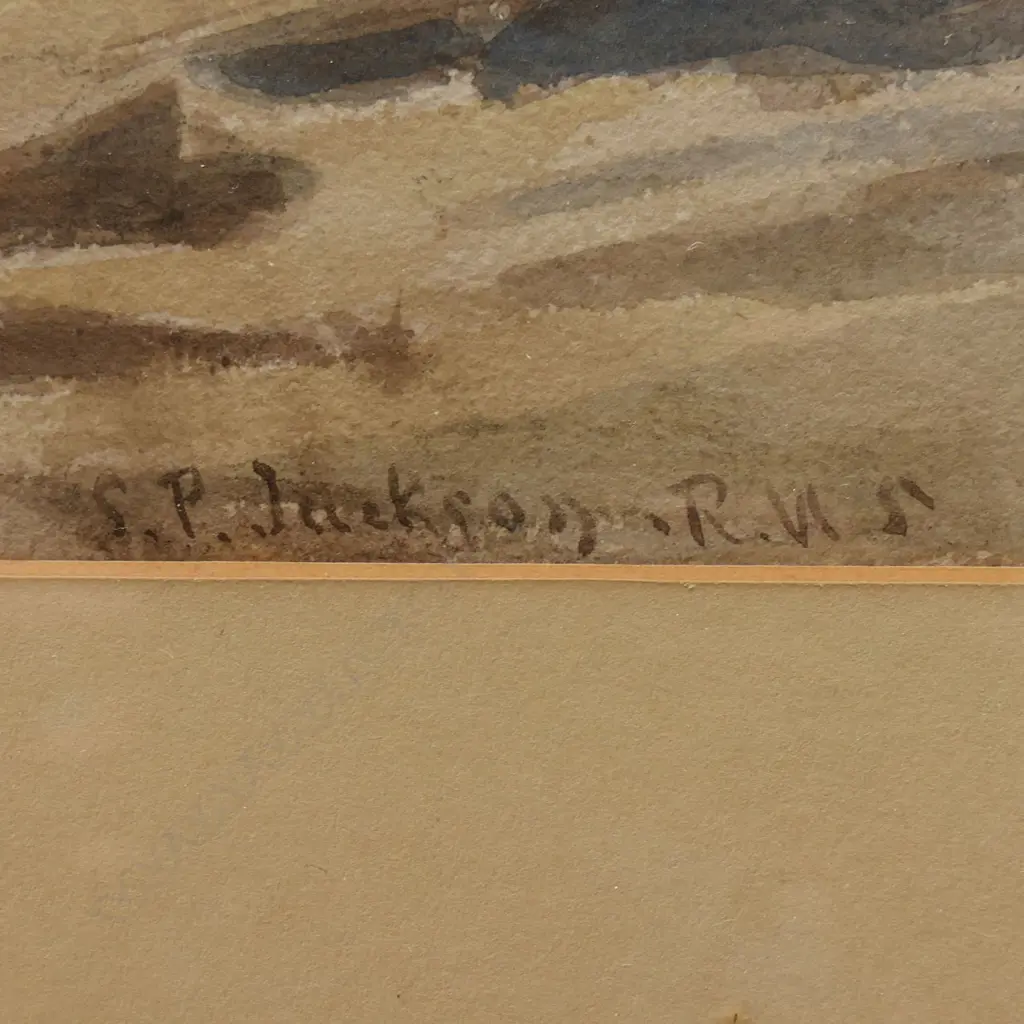 S. P. Jackson. R.W S